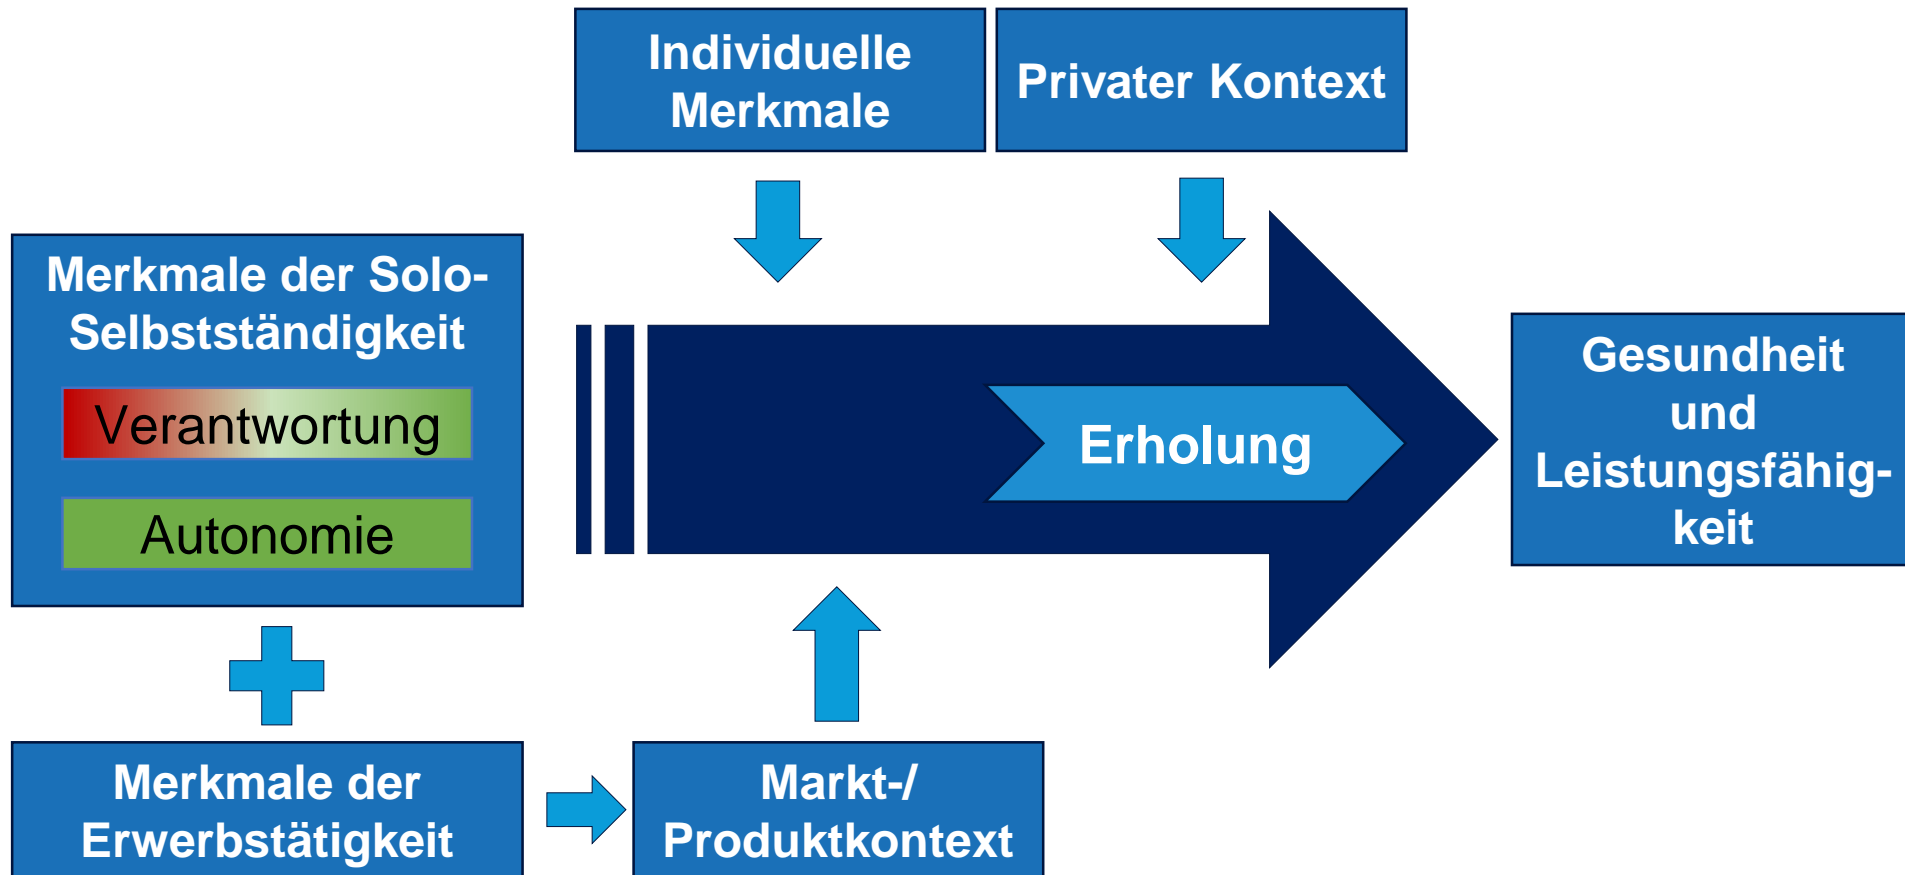 Individuelle
Merkmale
Privater Kontext
Merkmale der Solo-
Selbstständigkeit
Verantwortung
Autonomie
Erholung
Gesundheit
und
Leistungsfähig-
keit
Merkmale der
Erwerbstätigkeit
Markt-/
Produktkontext